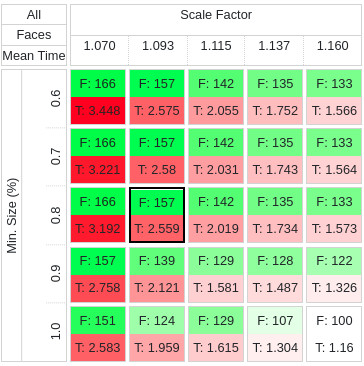 All
Faces
Mean Time
Scale Factor
1.070 1.093 1.115 1.137 1.160
Min. Size (%)
0.6
F: 166 F: 157 F: 142 F: 135 F: 133
T: 3.448 T: 2.575 T: 2.055 T: 1.752 T: 1.566
0.7
F: 166 F: 157 F: 142 F: 135 F: 133
T: 3.221 T: 2.58 T: 2.031 T: 1.743 T: 1.564
0.8
F: 166 F: 157 F: 142 F: 135 F: 133
T: 3.192 T: 2.559 T: 2.019 T: 1.734 T: 1.573
0.9
F: 157 F: 139 F: 129 F: 128 F: 122
T: 2.758 T: 2.121 T: 1.581 T: 1.487 T: 1.326
1.0
F: 151 F: 124 F: 129 F: 107 F: 100
T: 2.583 T: 1.959 T: 1.615 T: 1.304 T: 1.16